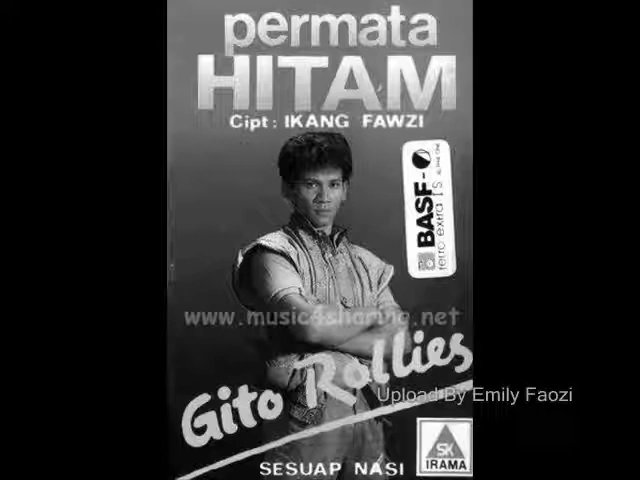 permata
HITAM
Cipt : IKANG FAWZI
BASF
ferro extra I S
www.music4sharing.net
Gito Rollies
Upload By Emily Faozi
SESUAP NASI
SK
IRAMA